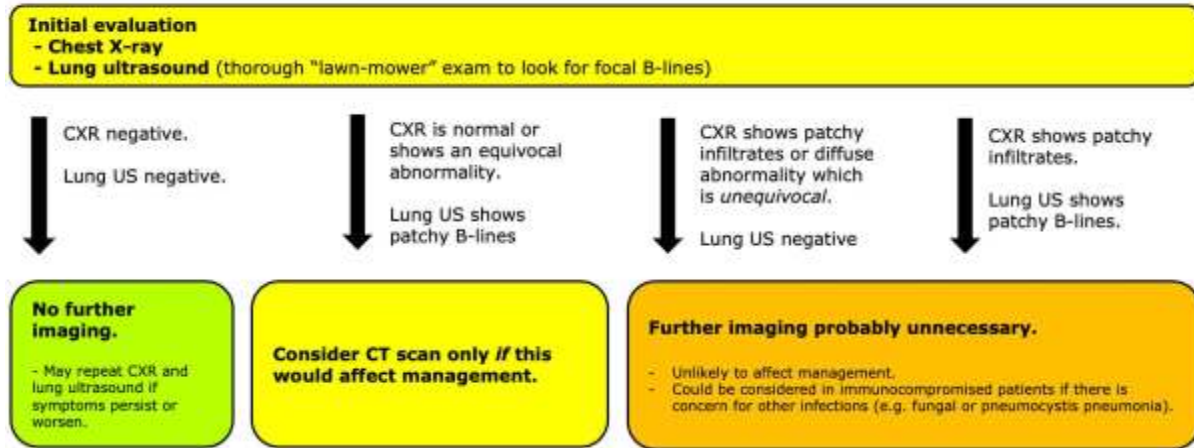 Initial evaluation
- Chest X-ray
- Lung ultrasound (thorough "lawn-mower" exam to look for focal B-lines)
CXR negative.
Lung US negative.
CXR is normal or
shows an equivocal
abnormality.
Lung US shows
patchy B-lines
CXR shows patchy
infiltrates or diffuse
abnormality which
is unequivocal.
Lung US negative
CXR shows patchy
infiltrates.
Lung US shows
patchy B-lines.
No further
imaging.
- May repeat CXR and
lung ultrasound if
symptoms persist or
worsen.
Consider CT scan only if this
would affect management.
Further imaging probably unnecessary.
- Unlikely to affect management.
- Could be considered in immunocompromised patients if there is
concern for other infections (e.g. fungal or pneumocystis pneumonia).